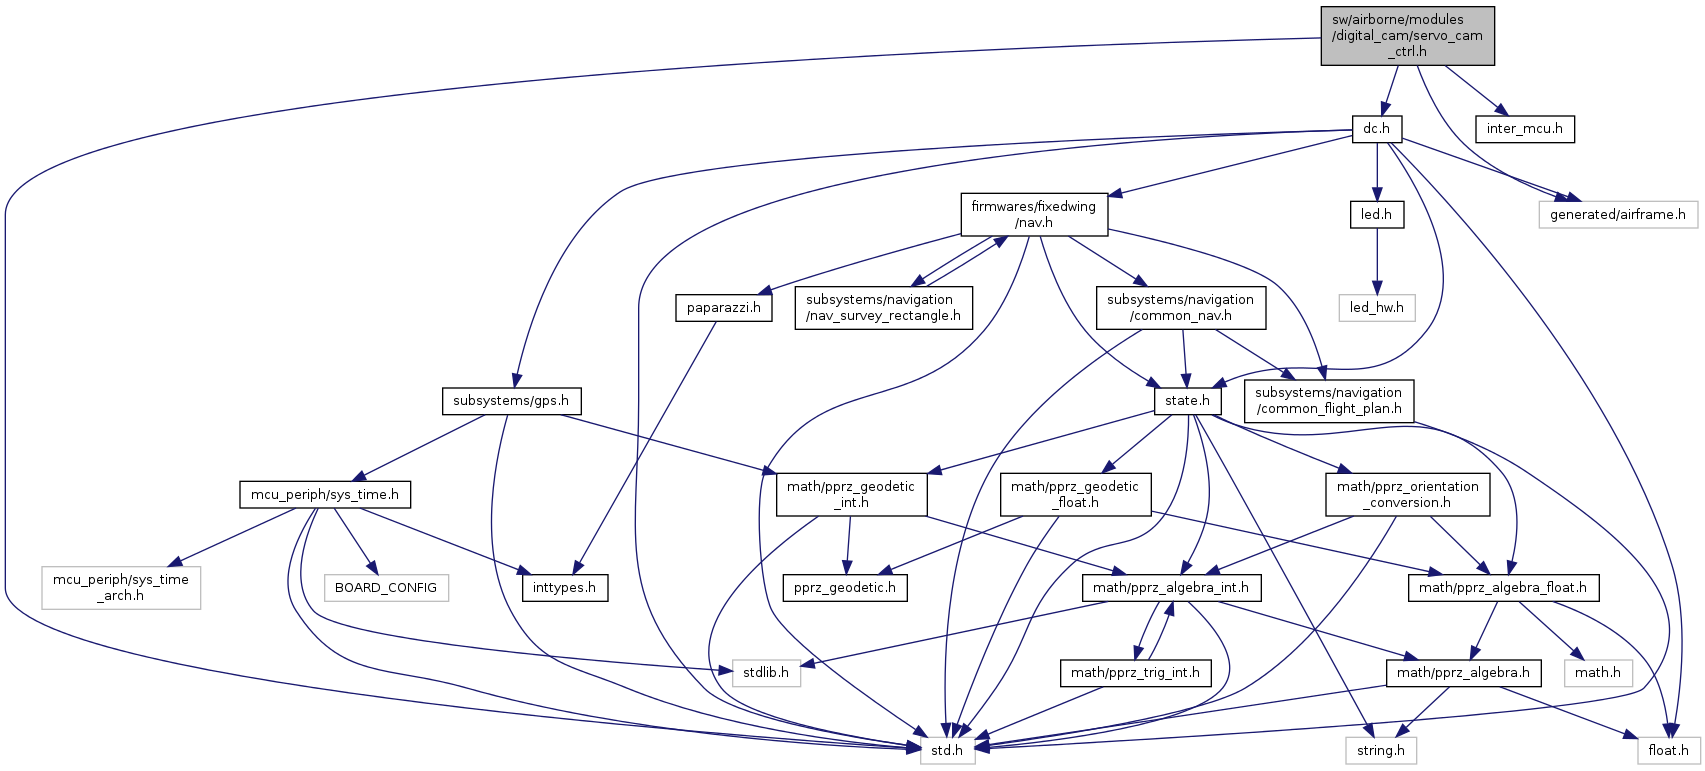 sw/airborne/modules
/digital_cam/servo_cam
_ctrl.h
dc.h
inter_mcu.h
firmwares/fixedwing
/nav.h
led.h
generated/airframe.h
paparazzi.h
subsystems/navigation
/nav_survey_rectangle.h
subsystems/navigation
/common_nav.h
led_hw.h
subsystems/gps.h
state.h
subsystems/navigation
/common_flight_plan.h
mcu_periph/sys_time.h
math/pprz_geodetic
_int.h
math/pprz_geodetic
_float.h
math/pprz_orientation
_conversion.h
mcu_periph/sys_time
_arch.h
BOARD_CONFIG
inttypes.h
pprz_geodetic.h
math/pprz_algebra_int.h
math/pprz_algebra_float.h
stdlib.h
math/pprz_trig_int.h
math/pprz_algebra.h
math.h
std.h
string.h
float.h